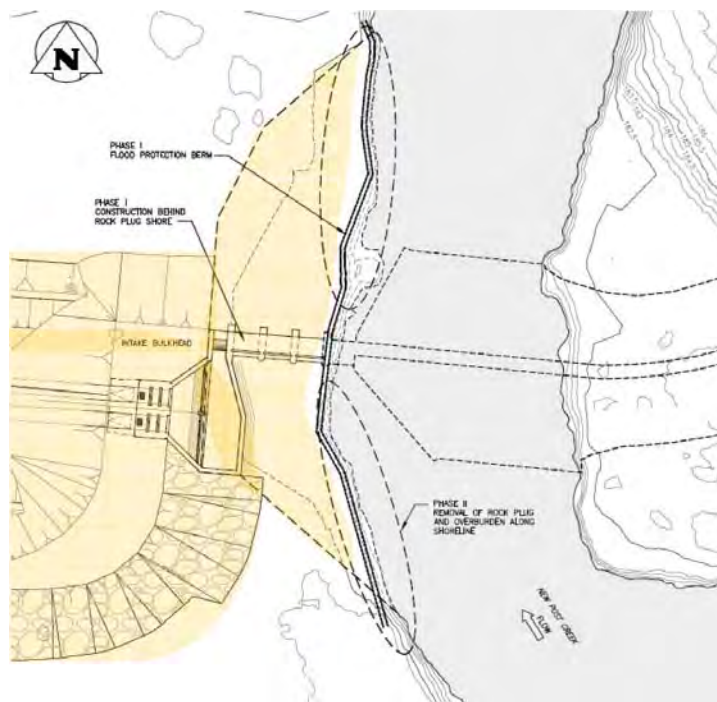 N
PHASE I
FLOOD PROTECTION BERM
PHASE I
CONSTRUCTION BEHIND
ROCK PLUG SHORE
INTAKE BULKHEAD
PHASE II
REMOVAL OF ROCK PLUG
AND OVERBURDEN ALONG
SHORELINE
NEW POST CREEK
FLOW